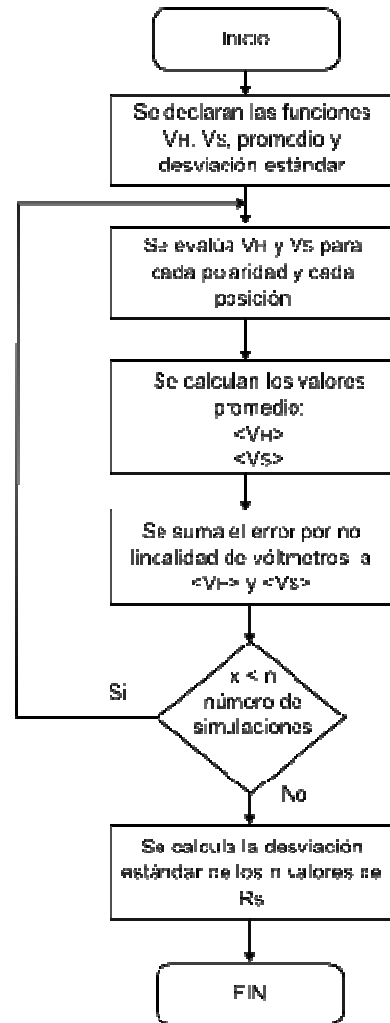 Inicio
Se declaran las funciones
VH, VS, promedio y
desviación estándar
Se evalúa VH y VS para
cada polaridad y cada
posición
Se calculan los valores
promedio:
<VH>
<VS>
Se suma el error por no
linealidad de vóltmetros a
<VH> y <VS>
x < n
número de
simulaciones
Si
No
Se calcula la desviación
estándar de los n valores de
Rs
FIN